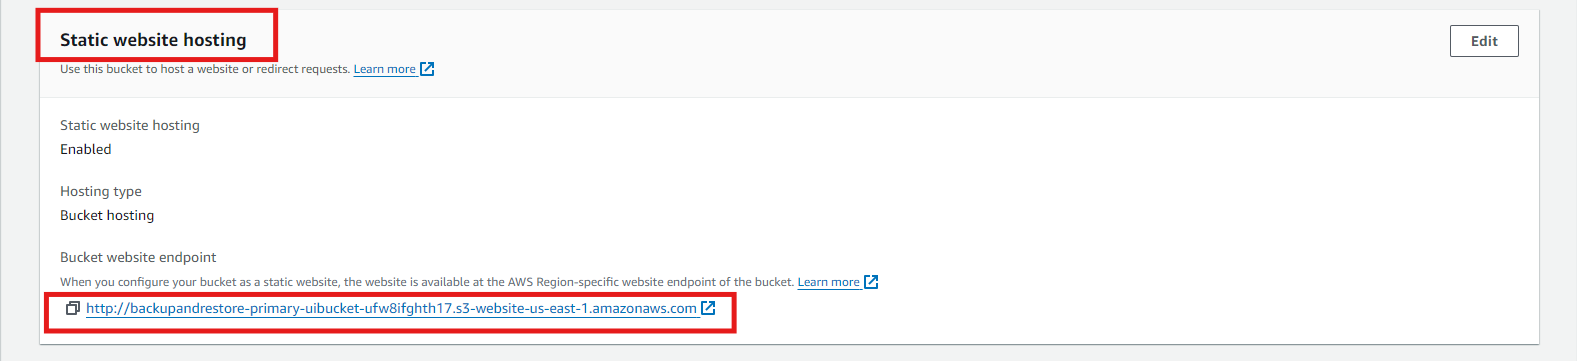 Static website hosting
Edit
Use this bucket to host a website or redirect requests. Learn more
Static website hosting
Enabled
Hosting type
Bucket hosting
Bucket website endpoint
When you configure your bucket as a static website, the website is available at the AWS Region-specific website endpoint of the bucket. Learn more
http://backupandrestore-primary-uibucket-ufw8ifghth17.s3-website-us-east-1.amazonaws.com